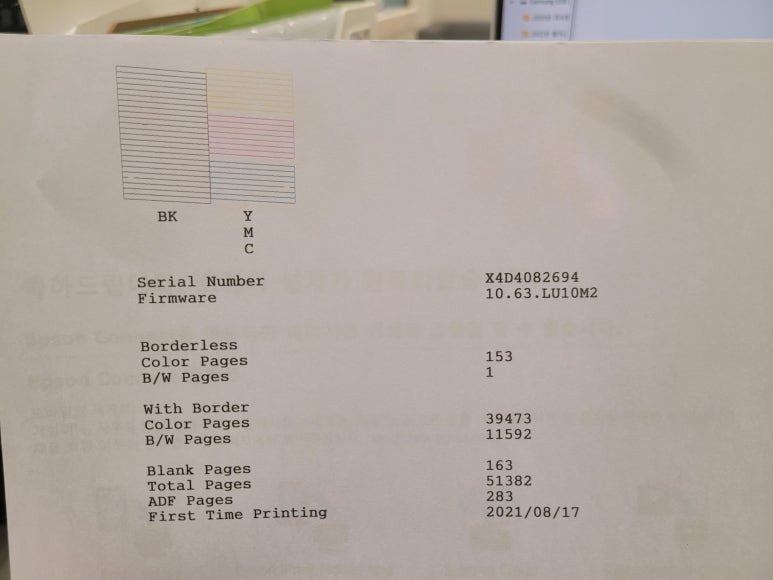 BK
Y
M
C
Serial Number X4D4082694
Firmware 10.63.LU10M2
Borderless
Color Pages 153
B/W Pages 1
With Border
Color Pages 39473
B/W Pages 11592
Blank Pages 163
Total Pages 51382
ADF Pages 283
First Time Printing 2021/08/17